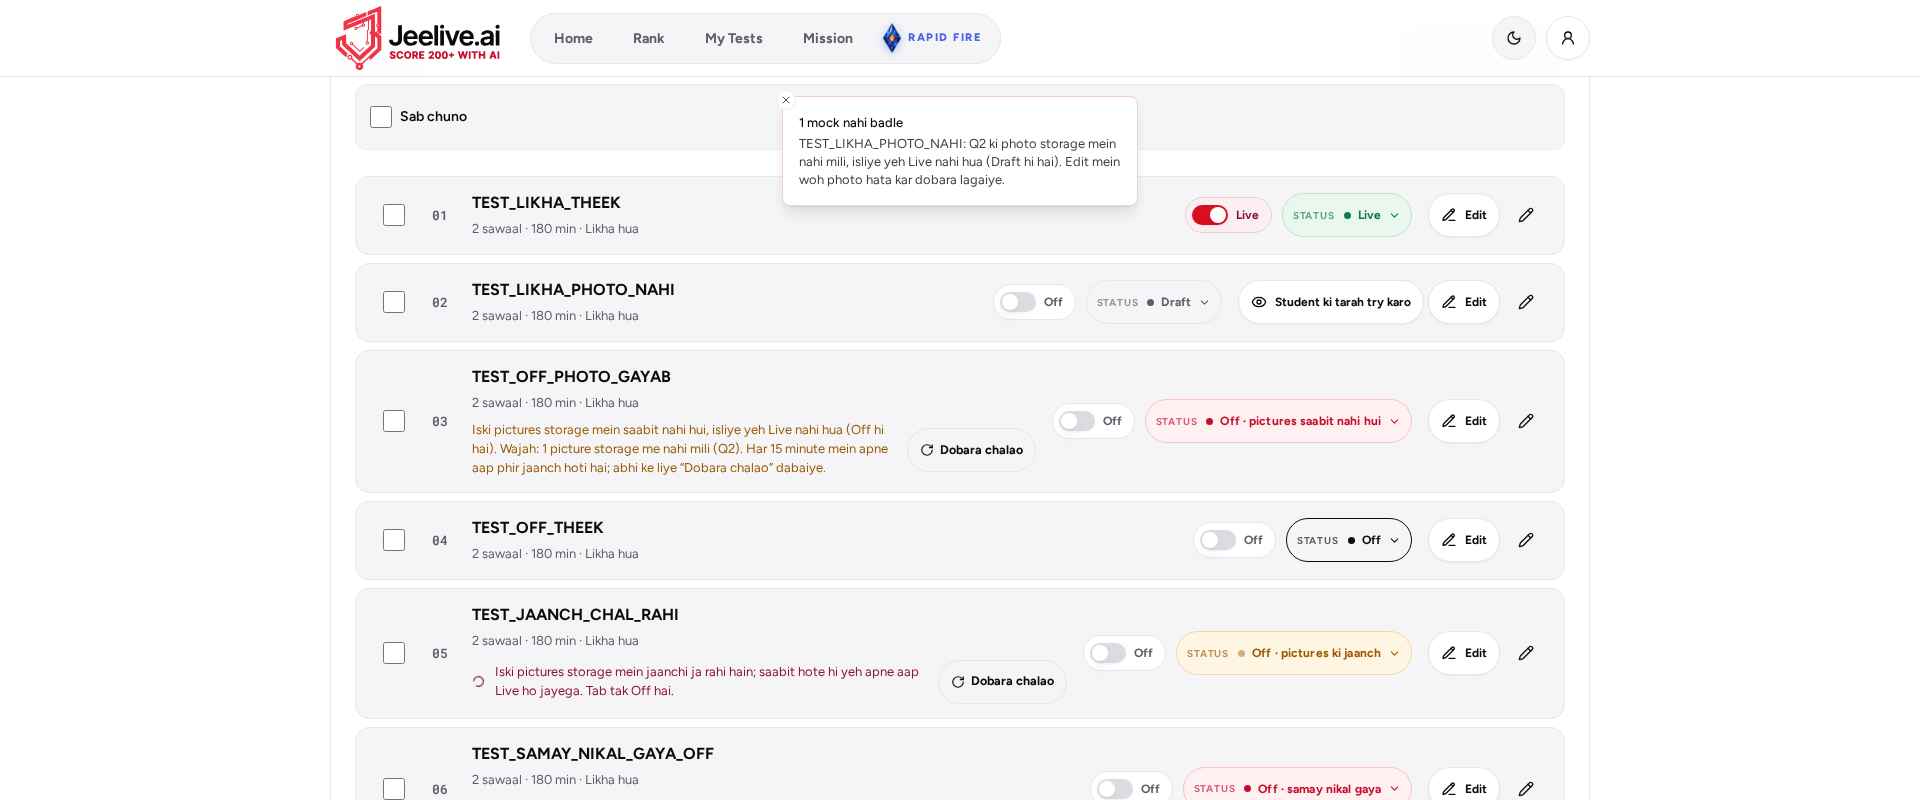 Jeelive.ai
SCORE 200+ WITH AI
Home Rank My Tests Mission RAPID FIRE
Sab chuno
1 mock nahi badle
TEST_LIKHA_PHOTO_NAHI: Q2 ki photo storage mein
nahi mili, isliye yeh Live nahi hua (Draft hi hai). Edit mein
woh photo hata kar dobara lagaiye.
01 TEST_LIKHA_THEEK
2 sawaal · 180 min · Likha hua
Live STATUS Live Edit
02 TEST_LIKHA_PHOTO_NAHI
2 sawaal · 180 min · Likha hua
Off STATUS Draft Student ki tarah try karo Edit
03 TEST_OFF_PHOTO_GAYAB
2 sawaal · 180 min · Likha hua
Iski pictures storage mein saabit nahi hui, isliye yeh Live nahi hua (Off hi
hai). Wajah: 1 picture storage me nahi mili (Q2). Har 15 minute mein apne
aap phir jaanch hoti hai; abhi ke liye “Dobara chalao” dabaiye.
Dobara chalao
Off STATUS Off · pictures saabit nahi hui Edit
04 TEST_OFF_THEEK
2 sawaal · 180 min · Likha hua
Off STATUS Off Edit
05 TEST_JAANCH_CHAL_RAHI
2 sawaal · 180 min · Likha hua
Iski pictures storage mein jaanchi ja rahi hain; saabit hote hi yeh apne aap
Live ho jayega. Tab tak Off hai.
Dobara chalao
Off STATUS Off · pictures ki jaanch Edit
06 TEST_SAMAY_NIKAL_GAYA_OFF
2 sawaal · 180 min · Likha hua
Off STATUS Off · samay nikal gaya Edit